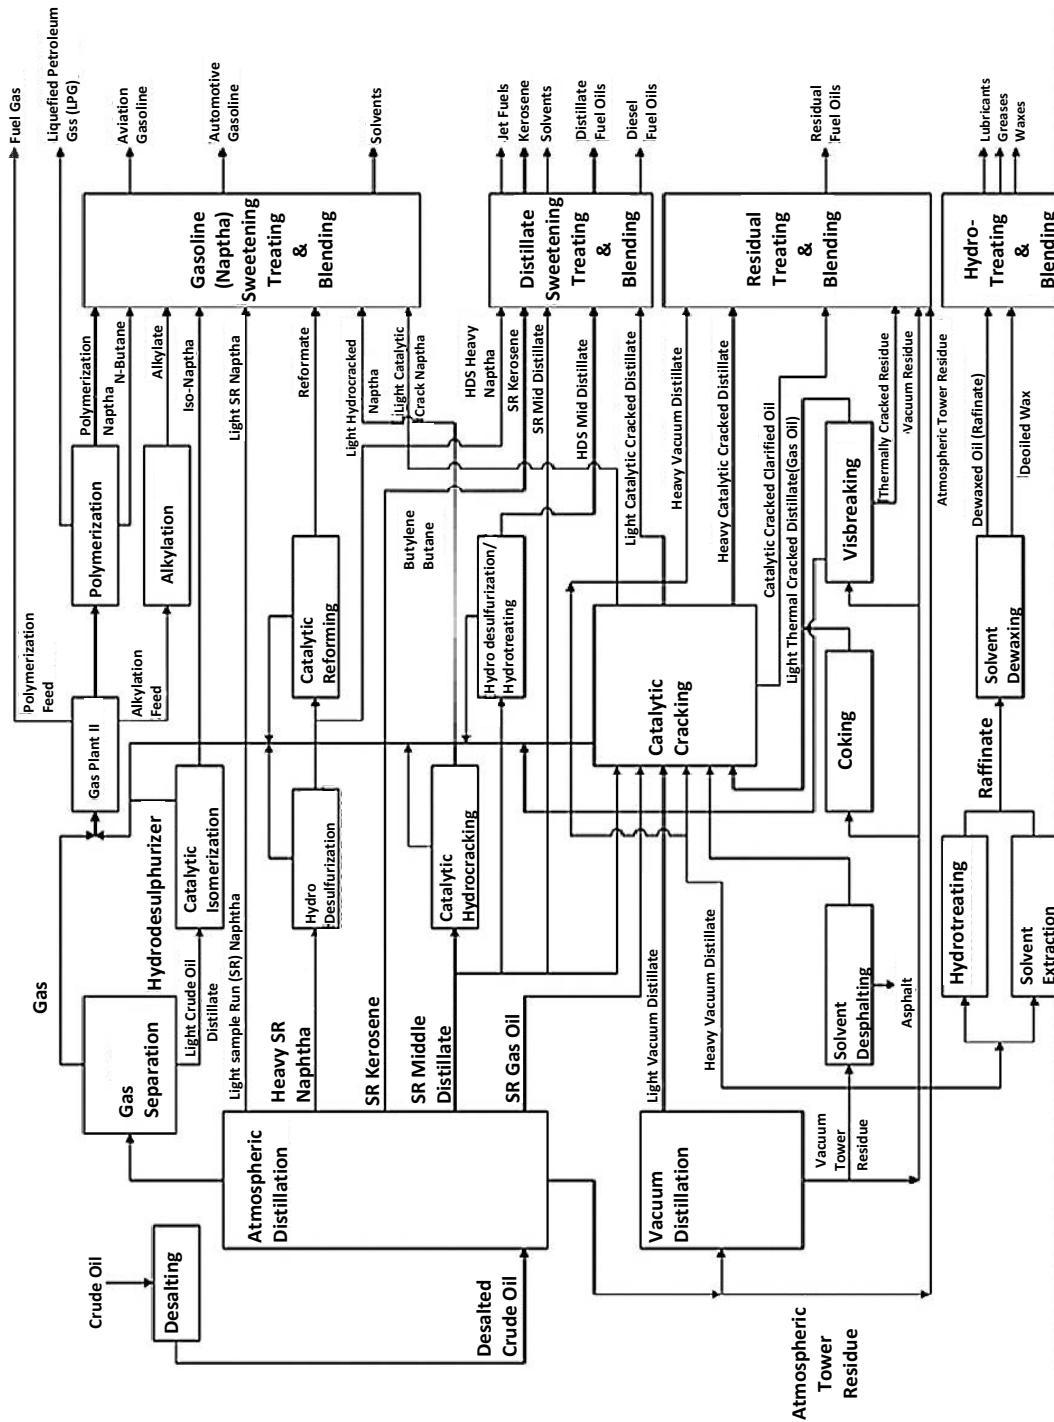 Crude Oil
Desalting
Desalted
Crude Oil
Atmospheric
Distillation
Atmospheric
Tower
Residue
Vacuum
Distillation
Gas
Separation
Gas
Light Crude Oil
Distillate
Hydrodesulphurizer
Light sample Run (SR) Naphtha
Heavy SR
Naphtha
SR Kerosene
SR Middle
Distillate
SR Gas Oil
Light Vacuum Distillate
Heavy Vacuum Distillate
Vacuum
Tower
Residue
Solvent
Desphalting
Asphalt
Catalytic
Isomerization
Hydro
Desulfurization
Catalytic
Hydrocracking
Hydrotreating
Solvent
Extraction
Raffinate
Gas Plant II
Polymerization
Feed
Alkylation
Feed
Polymerization
Alkylation
Catalytic
Reforming
Butylene
Butane
Hydro desulfurization/
Hydrotreating
Catalytic
Cracking
Coking
Visbreaking
Solvent
Dewaxing
Polymerization
Naptha
N-Butane
Alkylate
Iso-Naptha
Light SR Naptha
Reformate
Light Hydrocracked
Naptha
Light Catalytic
Crack Naptha
HDS Heavy
Naptha
SR Kerosene
SR Mid Distillate
HDS Mid Distillate
Light Catalytic Cracked Distillate
Heavy Vacuum Distillate
Heavy Catalytic Cracked Distillate
Catalytic Cracked Clarified Oil
Light Thermal Cracked Distillate(Gas Oil)
Thermally Cracked Residue
Vacuum Residue
Atmospheric Tower Residue
Dewaxed Oil (Rafinate)
Deoiled Wax
Gasoline
(Naptha)
Sweetening
Treating
&
Blending
Distillate
Sweetening
Treating
&
Blending
Residual
Treating
&
Blending
Hydro-
Treating
&
Blending
Fuel Gas
Liquefied Petroleum
Gss (LPG)
Aviation
Gasoline
Automotive
Gasoline
Solvents
Jet Fuels
Kerosene
Solvents
Distillate
Fuel Oils
Diesel
Fuel Oils
Residual
Fuel Oils
Lubricants
Greases
Waxes